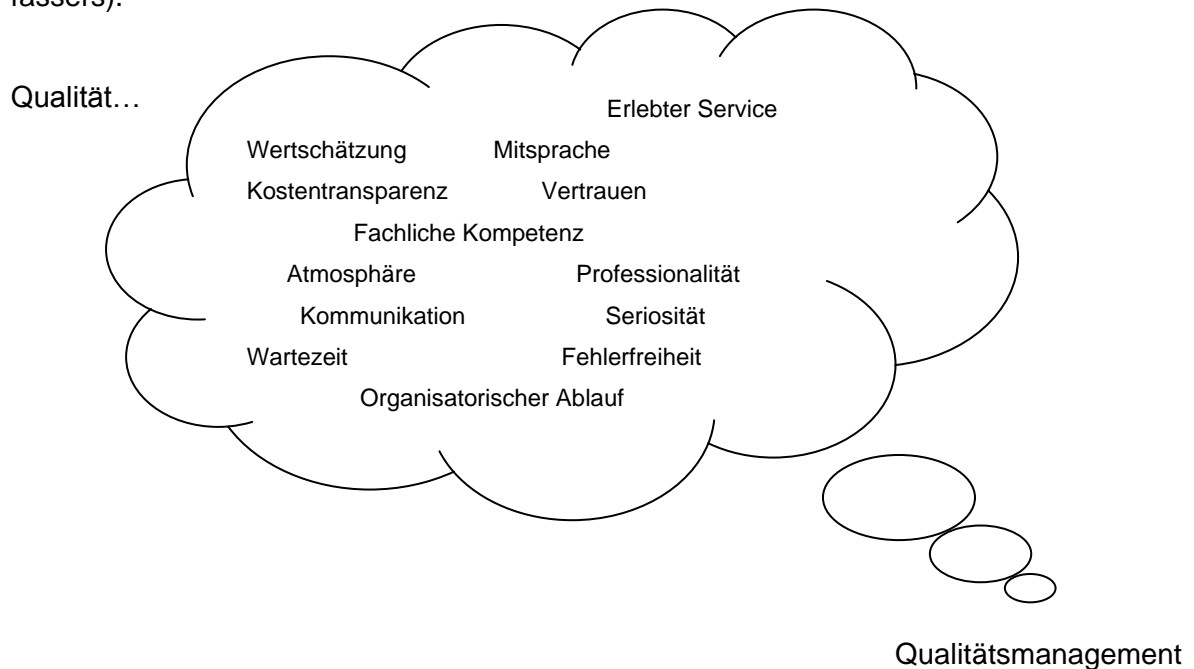 fassers).
Qualität…
Erlebter Service
Wertschätzung Mitsprache
Kostentransparenz Vertrauen
Fachliche Kompetenz
Atmosphäre Professionalität
Kommunikation Seriosität
Wartezeit Fehlerfreiheit
Organisatorischer Ablauf
Qualitätsmanagement